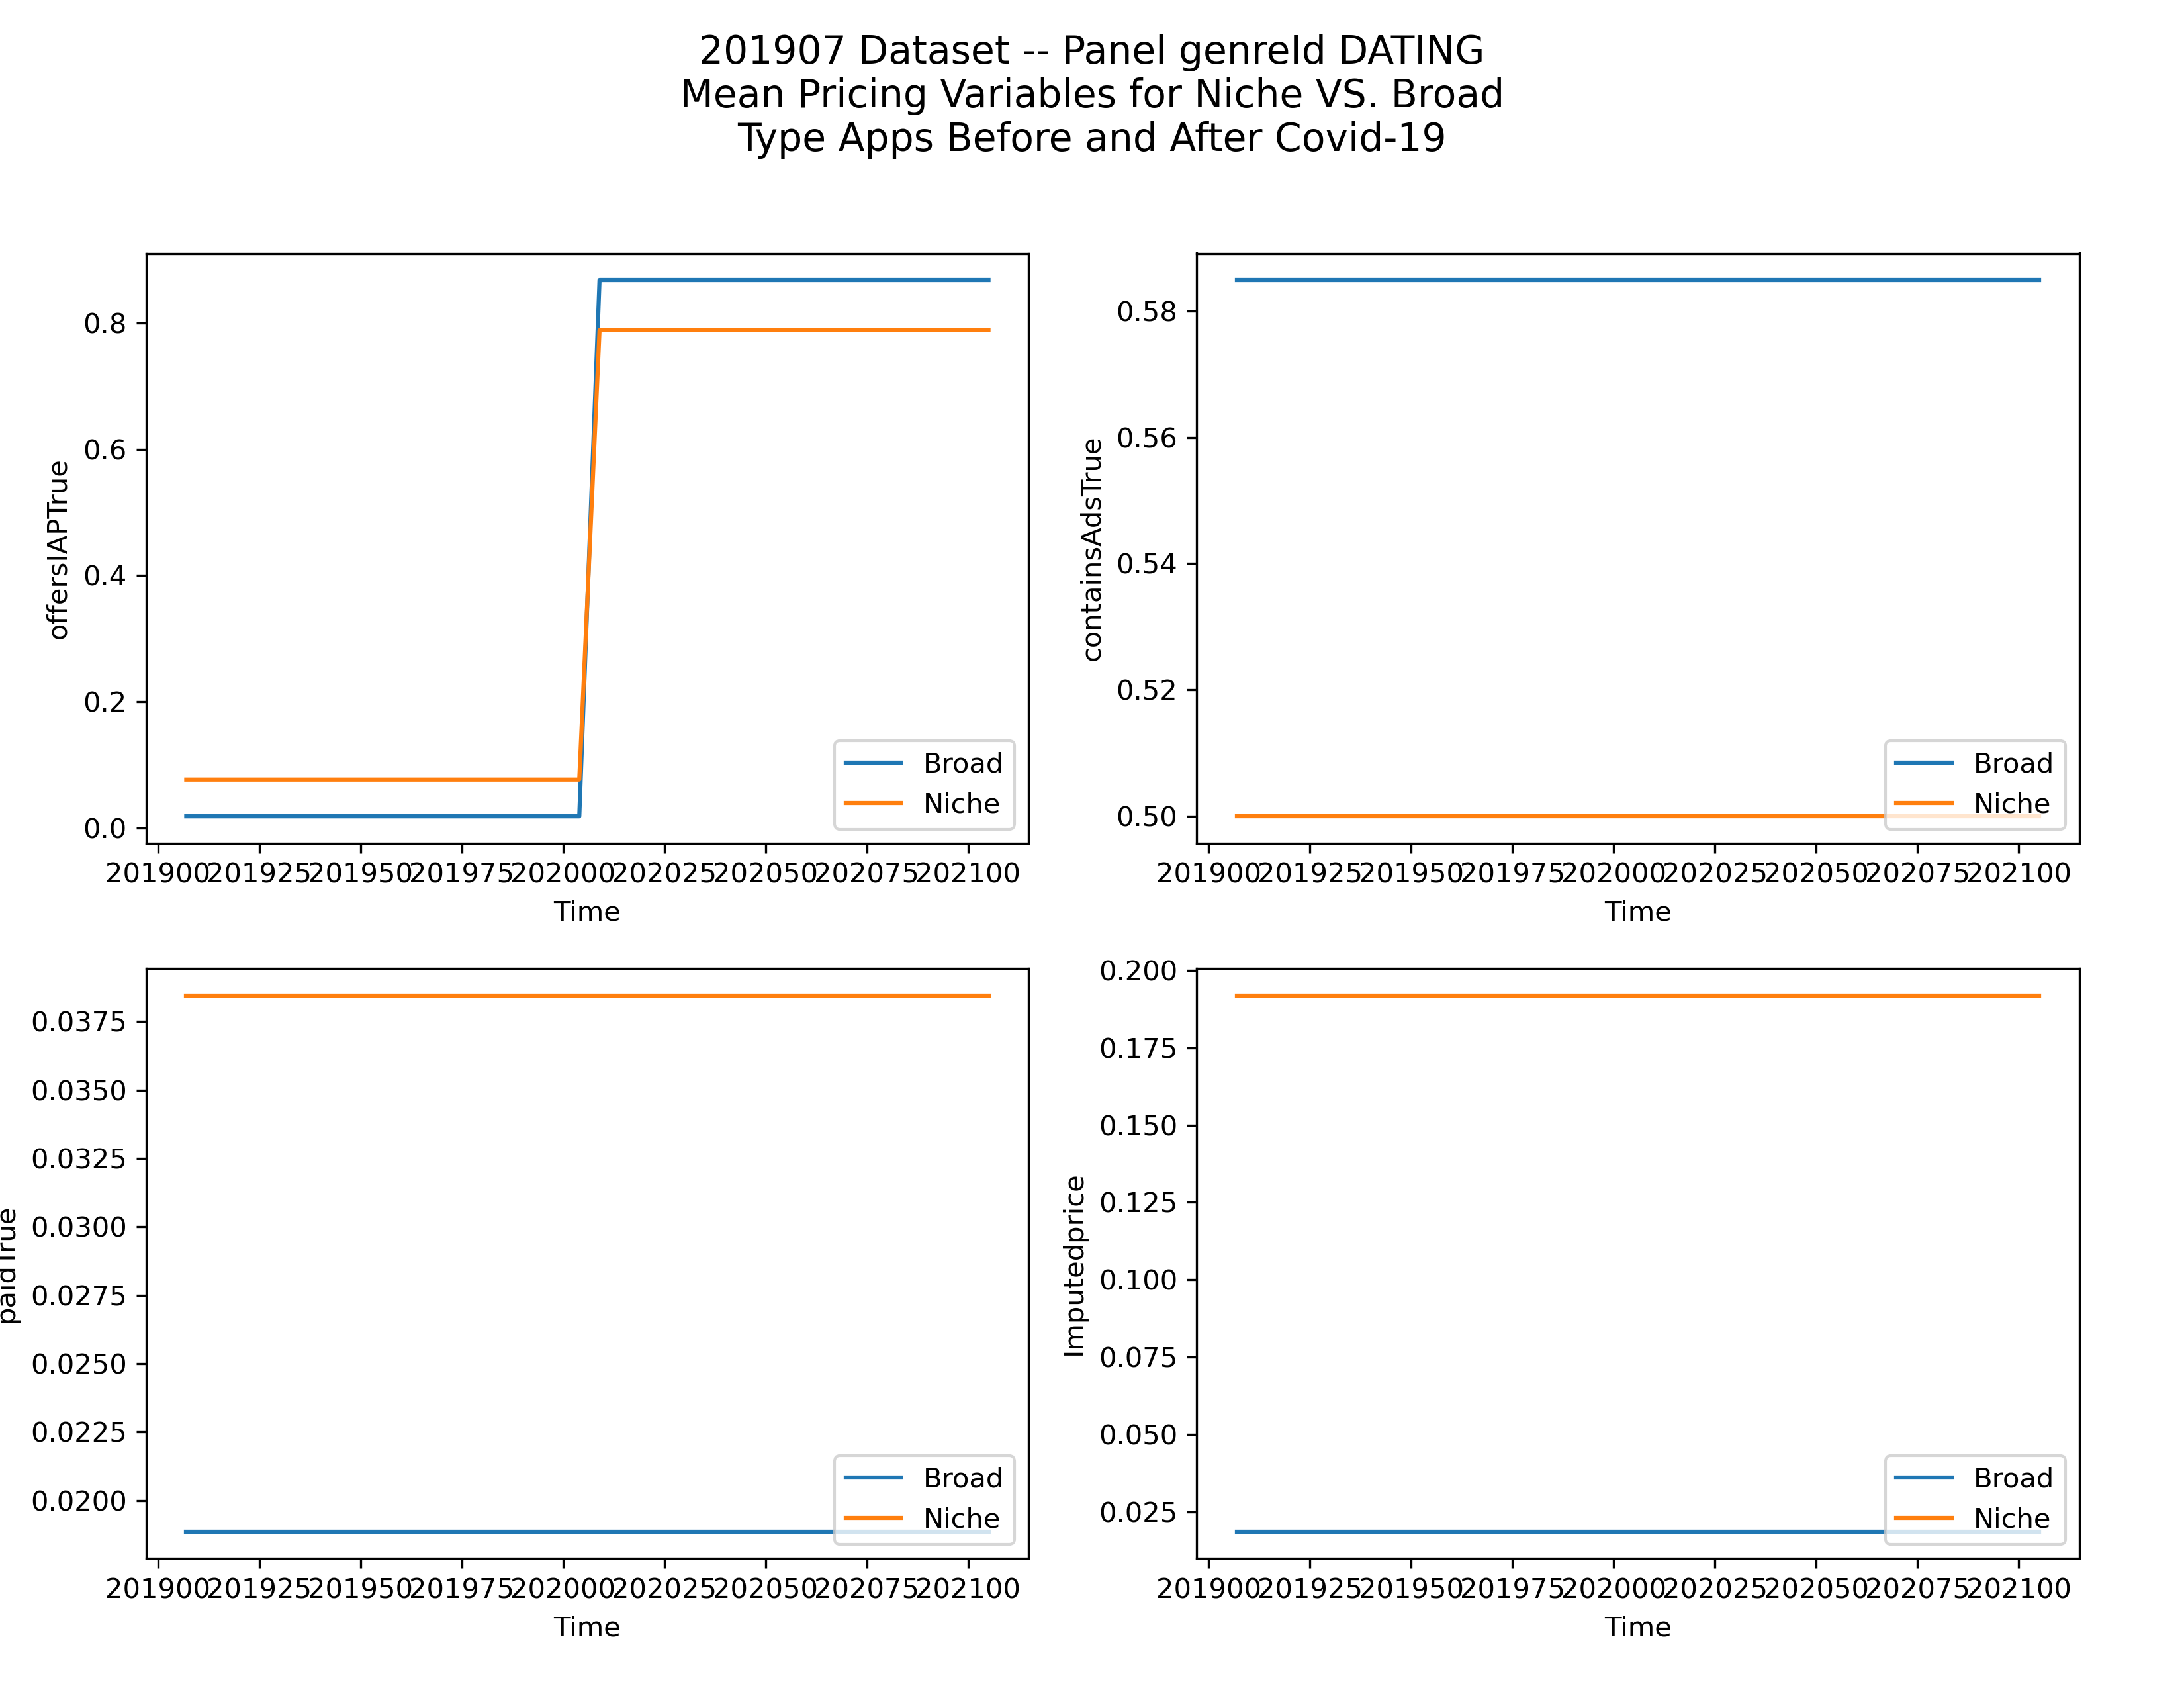 201907 Dataset -- Panel genreId DATING
Mean Pricing Variables for Niche VS. Broad
Type Apps Before and After Covid-19
offersIAPTrue
0.8
0.6
0.4
0.2
0.0
Broad
Niche
201900 201925 201950 201975 202000 202025 202050 202075 202100
Time
containsAdsTrue
0.58
0.56
0.54
0.52
0.50
Broad
Niche
201900 201925 201950 201975 202000 202025 202050 202075 202100
Time
paidTrue
0.0375
0.0350
0.0325
0.0300
0.0275
0.0250
0.0225
0.0200
Broad
Niche
201900 201925 201950 201975 202000 202025 202050 202075 202100
Time
Imputedprice
0.200
0.175
0.150
0.125
0.100
0.075
0.050
0.025
Broad
Niche
201900 201925 201950 201975 202000 202025 202050 202075 202100
Time